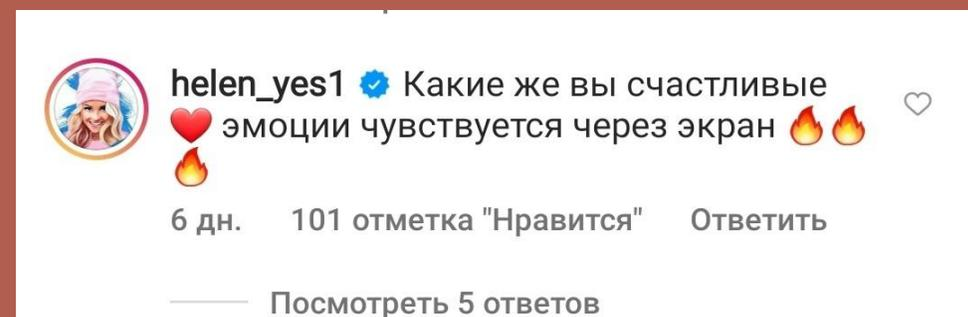 helen_yes1 Какие же вы счастливые
❤️ эмоции чувствуется через экран 🔥🔥
🔥
6 дн. 101 отметка "Нравится" Ответить
Посмотреть 5 ответов